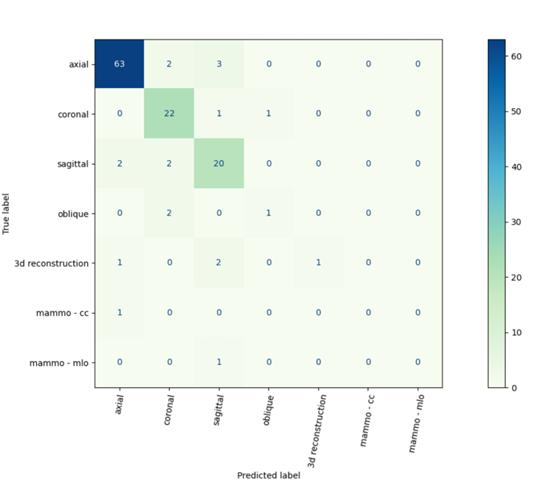 axial 63 2 3 0 0 0 0
coronal 0 22 1 1 0 0 0
sagittal 2 2 20 0 0 0 0
oblique 0 2 0 1 0 0 0
3d reconstruction 1 0 2 0 1 0 0
mammo - cc 1 0 0 0 0 0 0
mammo - mlo 0 0 1 0 0 0 0
True label
axial
coronal
sagittal
oblique
3d reconstruction
mammo - cc
mammo - mlo
Predicted label
60
50
40
30
20
10
0